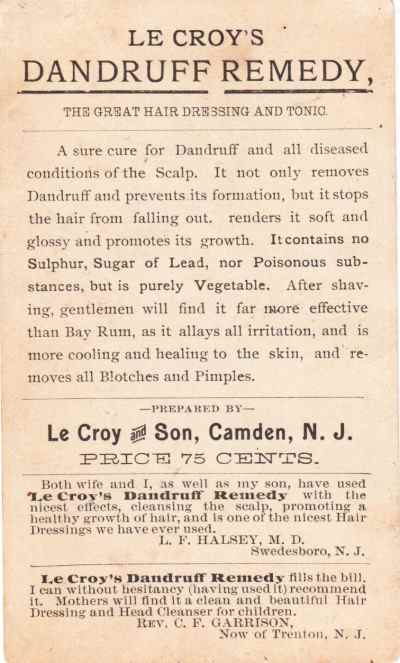 LE CROY'S
DANDRUFF REMEDY,
THE GREAT HAIR DRESSING AND TONIC.
A sure cure for Dandruff and all diseased
conditions of the Scalp. It not only removes
Dandruff and prevents its formation, but it stops
the hair from falling out. renders it soft and
glossy and promotes its growth. It contains no
Sulphur, Sugar of Lead, nor Poisonous sub-
stances, but is purely Vegetable. After shav-
ing, gentlemen will find it far more effective
than Bay Rum, as it allays all irritation, and is
more cooling and healing to the skin, and re-
moves all Blotches and Pimples.
—PREPARED BY—
Le Croy and Son, Camden, N. J.
PRICE 75 CENTS.
Both wife and I, as well as my son, have used
Le Croy's Dandruff Remedy with the
nicest effects, cleansing the scalp, promoting a
healthy growth of hair, and is one of the nicest Hair
Dressings we have ever used.
L. F. HALSEY, M. D.
Swedesboro, N. J.
Le Croy's Dandruff Remedy fills the bill.
I can without hesitancy (having used it) recommend
it. Mothers will find it a clean and beautiful Hair
Dressing and Head Cleanser for children.
REV. C. F. GARRISON,
Now of Trenton, N. J.